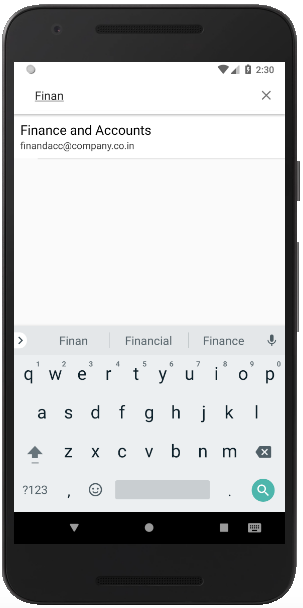 2:30
Finan
Finance and Accounts
finandacc@company.co.in
Finan Financial Finance
1 2 3 4 5 6 7 8 9 0
q w e r t y u i o p
a s d f g h j k l
z x c v b n m
?123 , .